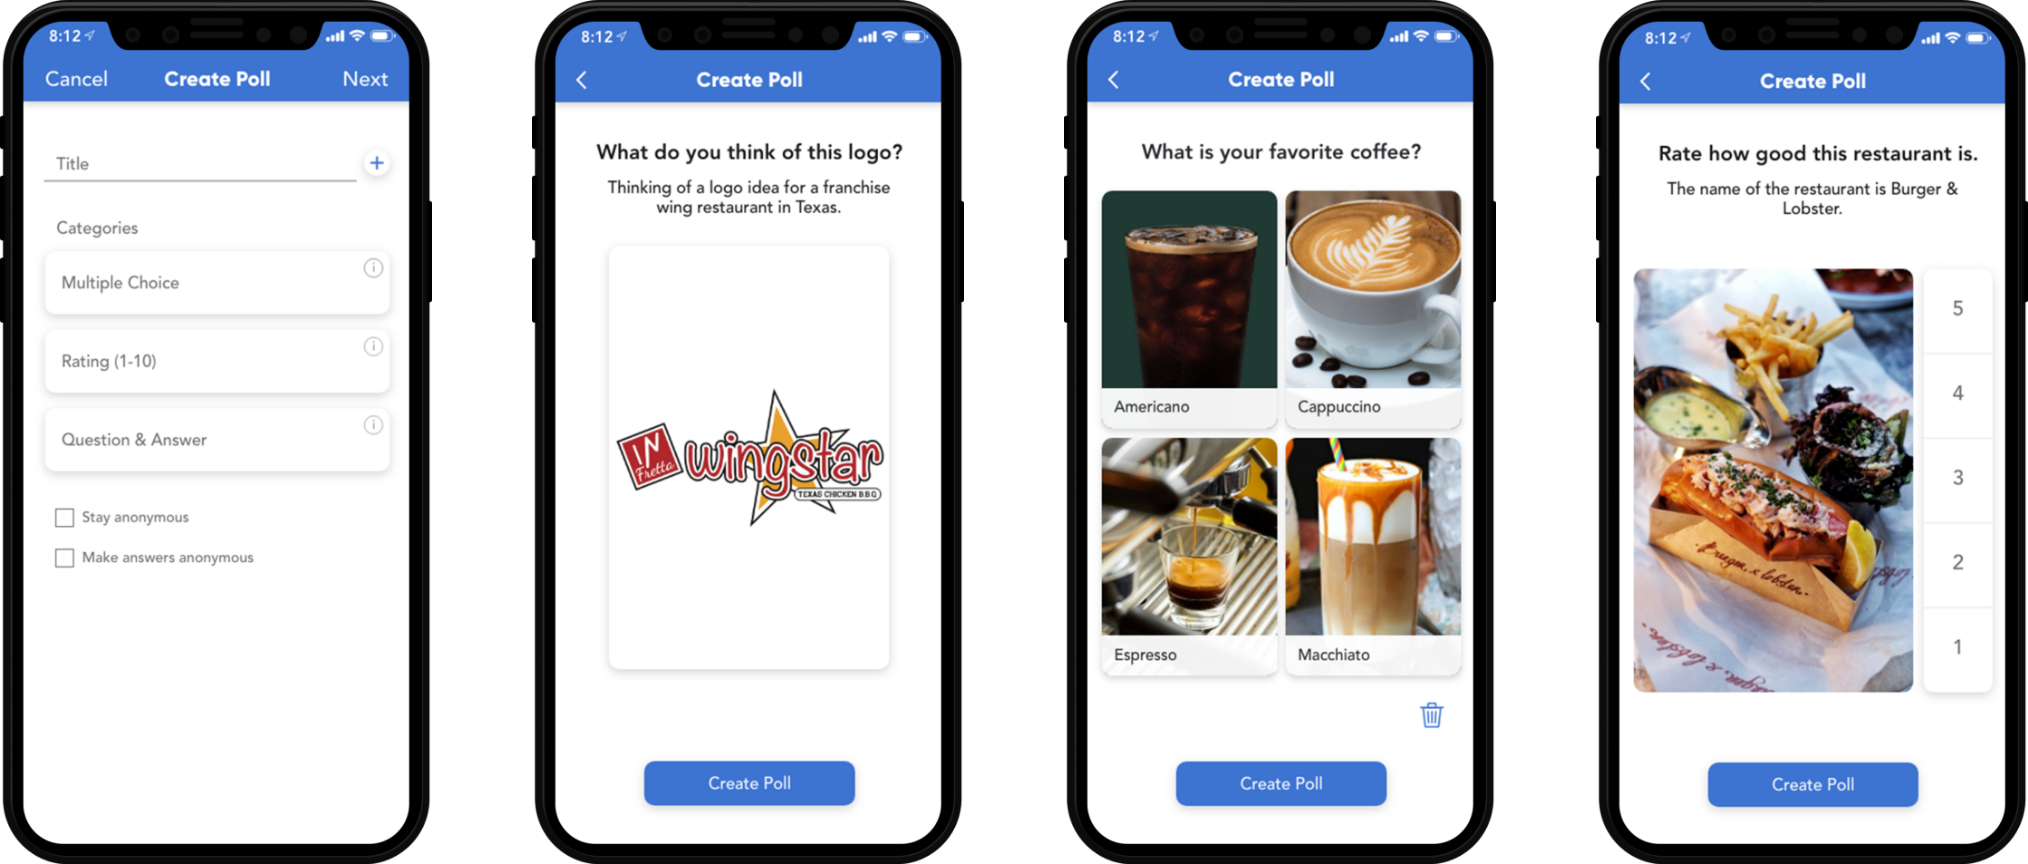 8:12
Cancel Create Poll Next
Title
+
Categories
Multiple Choice
Rating (1-10)
Question & Answer
Stay anonymous
Make answers anonymous
8:12
Create Poll
What do you think of this logo?
Thinking of a logo idea for a franchise
wing restaurant in Texas.
IN
Fretta
wingstar
TEXAS CHICKEN B.B.Q
Create Poll
8:12
Create Poll
What is your favorite coffee?
Americano
Cappuccino
Espresso
Macchiato
Create Poll
8:12
Create Poll
Rate how good this restaurant is.
The name of the restaurant is Burger &
Lobster.
5
4
3
2
1
Burger & lobster
Create Poll